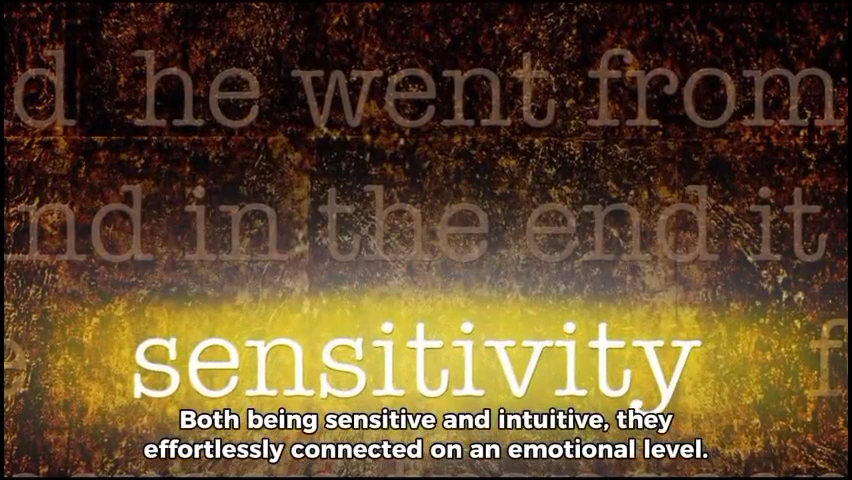 d he went from
nd in the end it
sensitivity
Both being sensitive and intuitive, they
effortlessly connected on an emotional level.